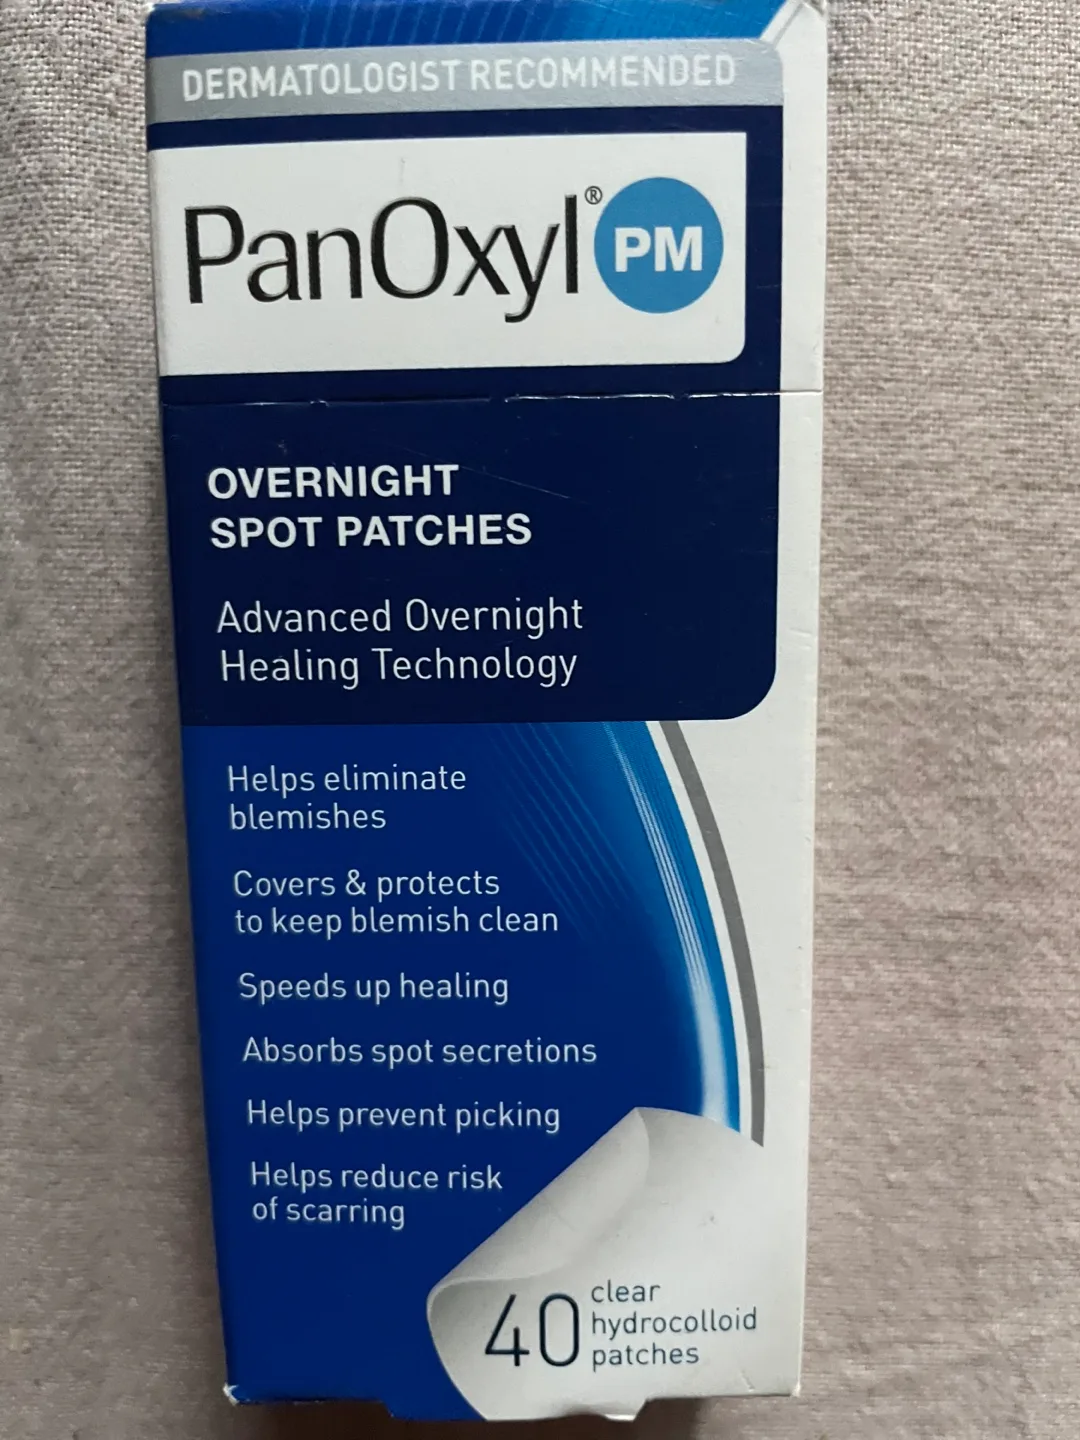 DERMATOLOGIST RECOMMENDED
PanOxyl® PM
OVERNIGHT
SPOT PATCHES
Advanced Overnight
Healing Technology
Helps eliminate
blemishes
Covers & protects
to keep blemish clean
Speeds up healing
Absorbs spot secretions
Helps prevent picking
Helps reduce risk
of scarring
40 clear
hydrocolloid
patches